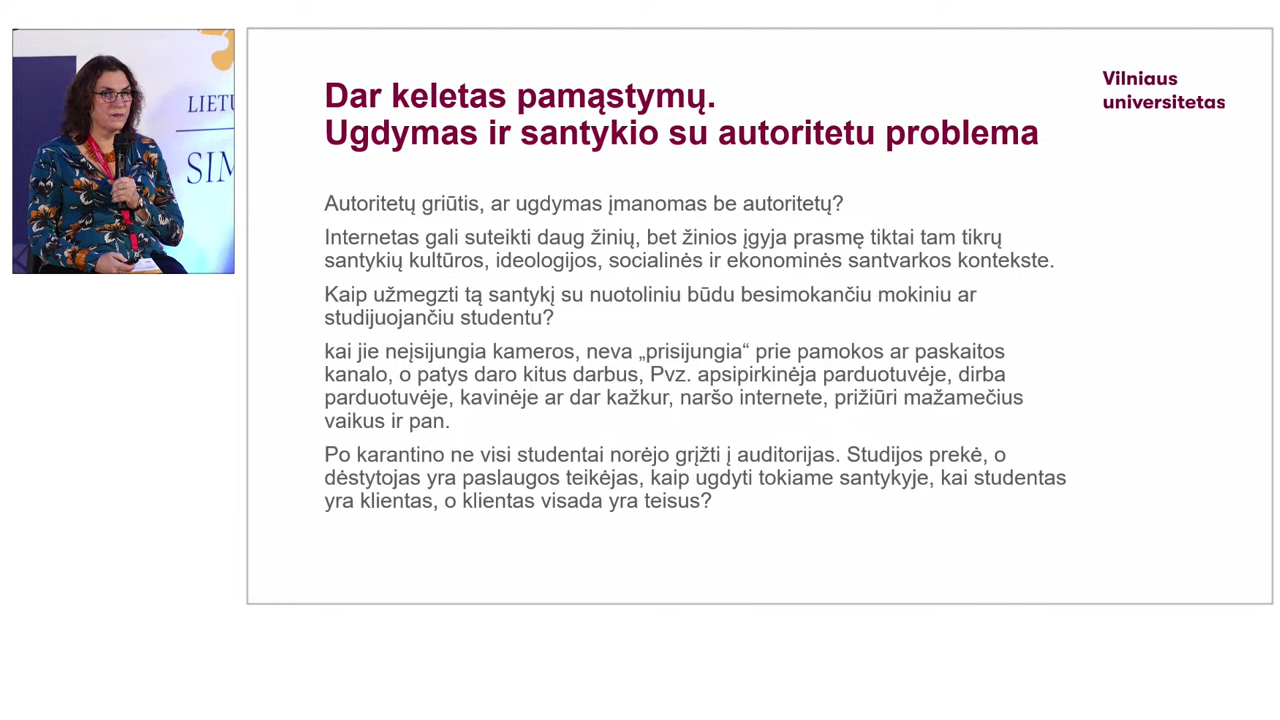 LIETU
SIM
Vilniaus
universitetas
Dar keletas pamąstymų.
Ugdymas ir santykio su autoritetu problema
Autoritetų griūtis, ar ugdymas įmanomas be autoritetų?
Internetas gali suteikti daug žinių, bet žinios įgyja prasmę tiktai tam tikrų
santykių kultūros, ideologijos, socialinės ir ekonominės santvarkos kontekste.
Kaip užmegzti tą santykį su nuotoliniu būdu besimokančiu mokiniu ar
studijuojančiu studentu?
kai jie neįsijungia kameros, neva „prisijungia“ prie pamokos ar paskaitos
kanalo, o patys daro kitus darbus, Pvz. apsipirkinėja parduotuvėje, dirba
parduotuvėje, kavinėje ar dar kažkur, naršo internete, prižiūri mažamečius
vaikus ir pan.
Po karantino ne visi studentai norėjo grįžti į auditorijas. Studijos prekė, o
dėstytojas yra paslaugos teikėjas, kaip ugdyti tokiame santykyje, kai studentas
yra klientas, o klientas visada yra teisus?